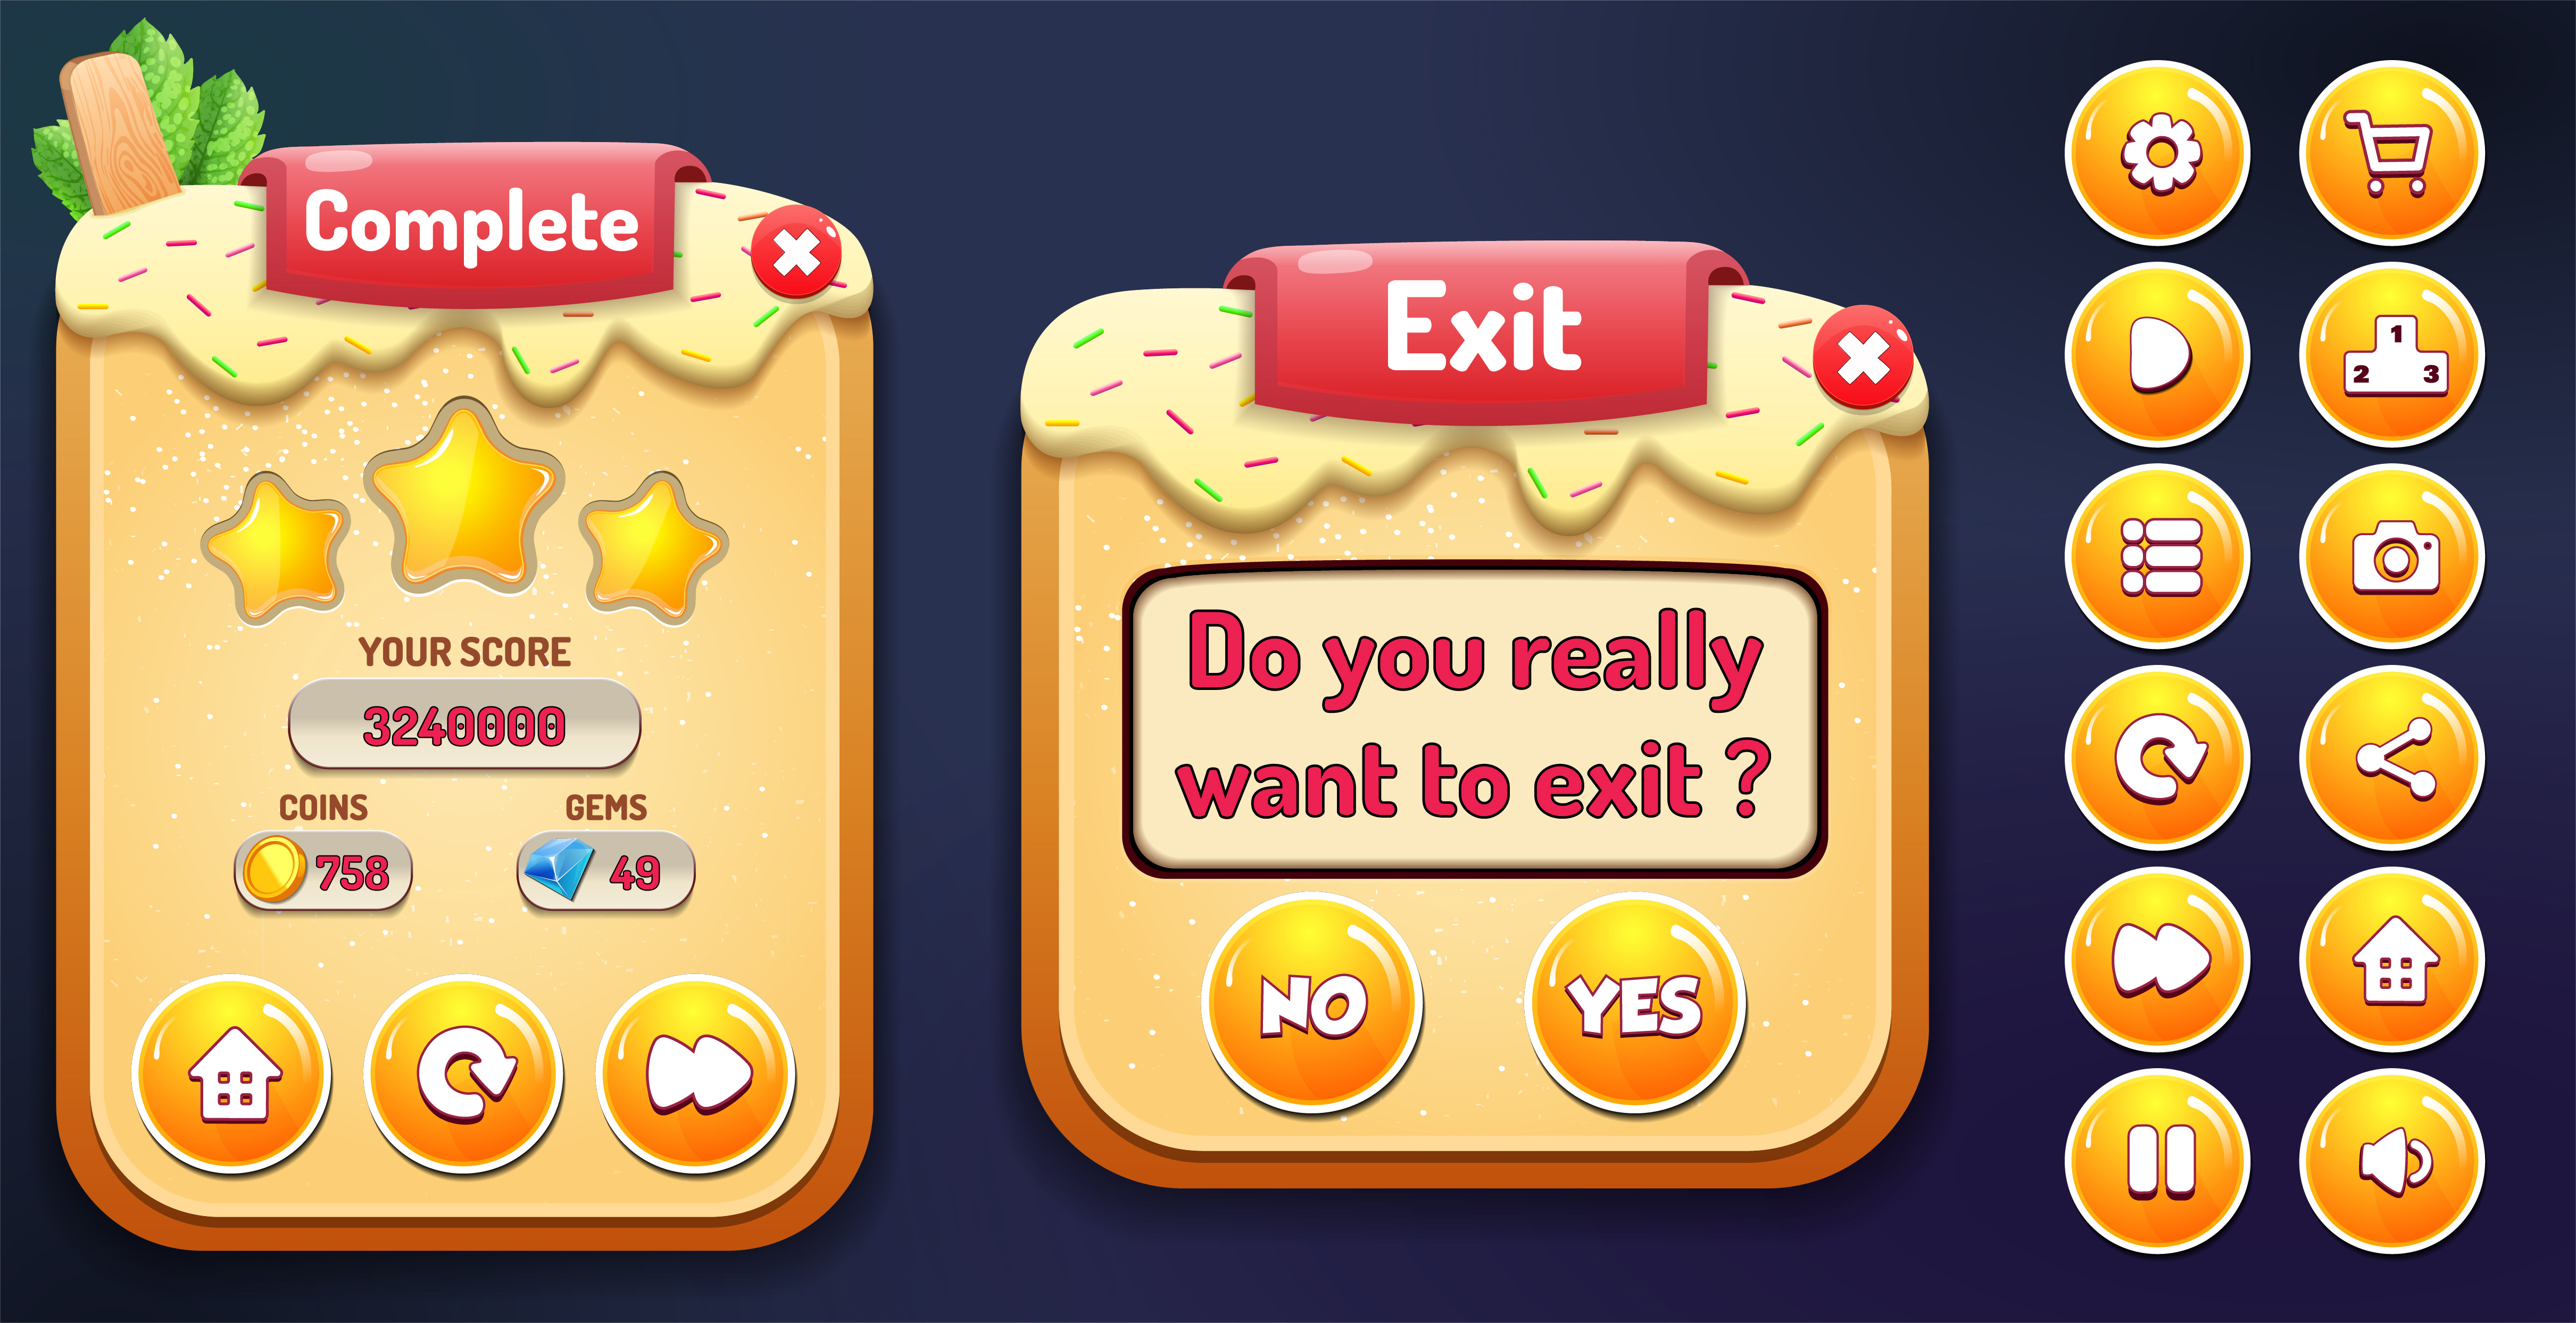 Complete
YOUR SCORE
3240000
COINS
GEMS
758
49
Exit
Do you really
want to exit ?
NO
YES
1
2 3